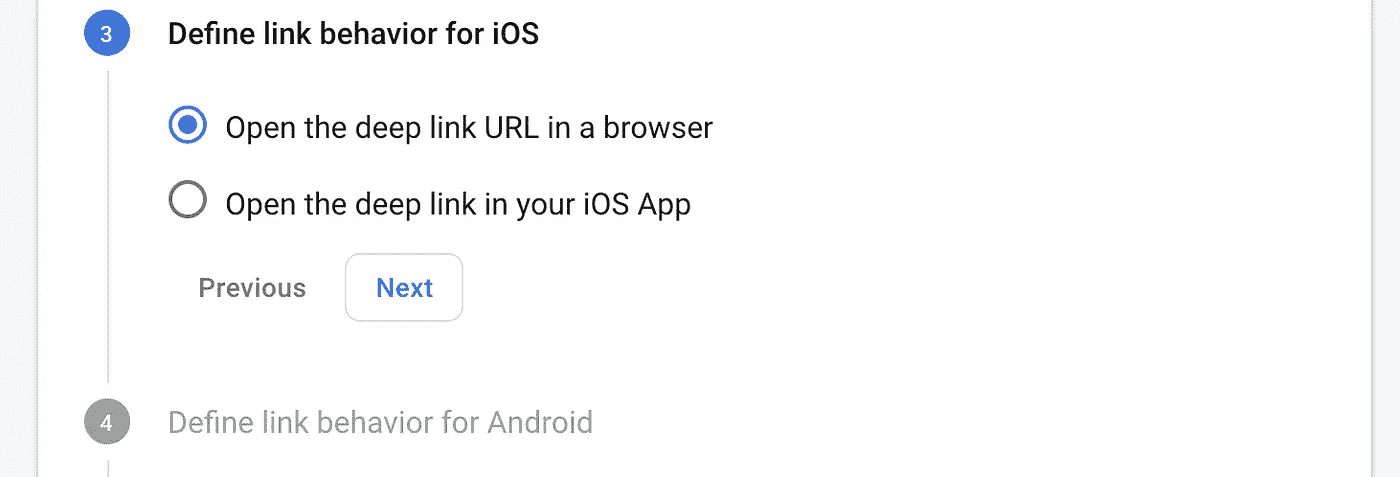 3 Define link behavior for iOS
Open the deep link URL in a browser
Open the deep link in your iOS App
Previous Next
4 Define link behavior for Android